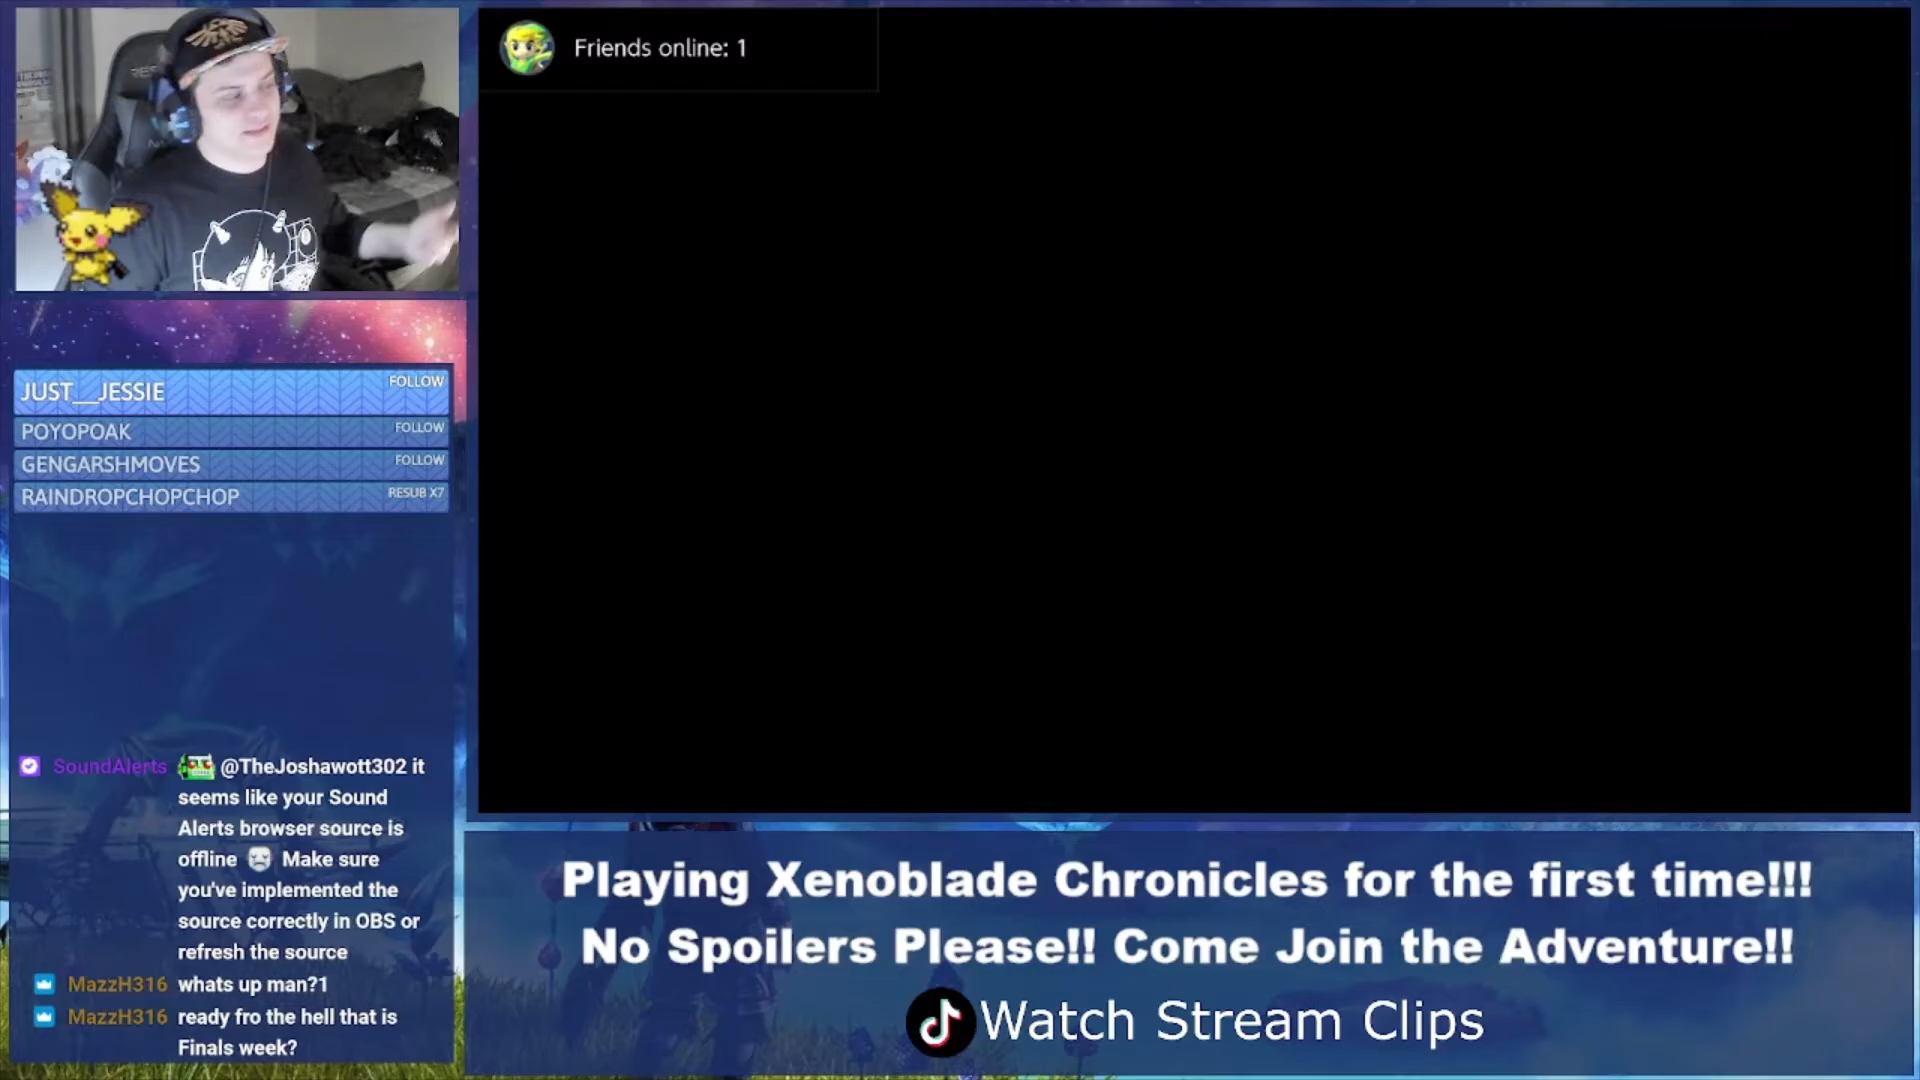 Friends online: 1
JUST__JESSIE FOLLOW
POYOPOAK FOLLOW
GENGARSHMOVES FOLLOW
RAINDROPCHOPCHOP RESUB X7
SoundAlerts @TheJoshawott302 it
seems like your Sound
Alerts browser source is
offline Make sure
you've implemented the
source correctly in OBS or
refresh the source
MazzH316 whats up man?1
MazzH316 ready fro the hell that is
Finals week?
Playing Xenoblade Chronicles for the first time!!!
No Spoilers Please!! Come Join the Adventure!!
Watch Stream Clips